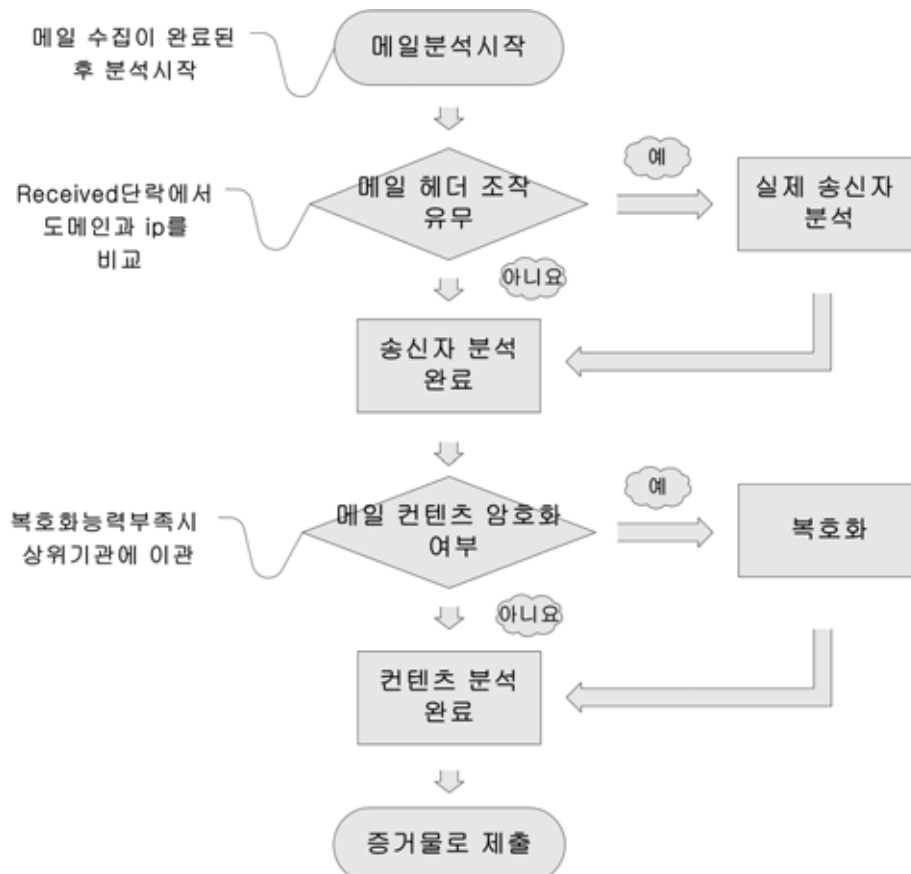 메일 수집이 완료된
후 분석시작
메일분석시작
Received단락에서
도메인과 ip를
비교
메일 헤더 조작
유무
예
실제 송신자
분석
아니요
송신자 분석
완료
복호화능력부족시
상위기관에 이관
메일 컨텐츠 암호화
여부
예
복호화
아니요
컨텐츠 분석
완료
증거물로 제출